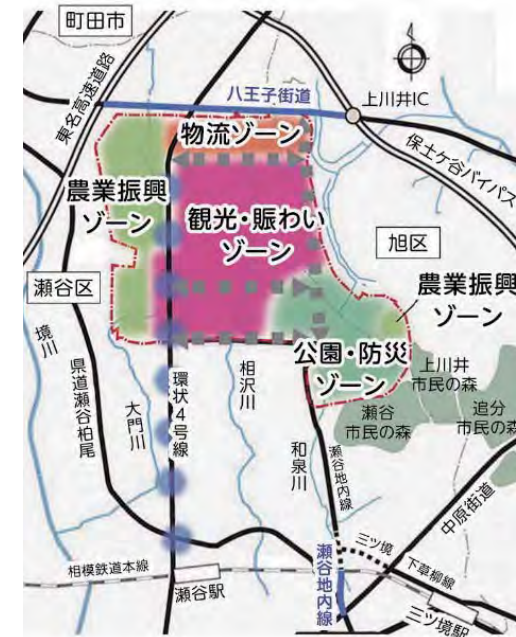 町田市
東名高速道路
八王子街道
上川井IC
保土ケ谷バイパス
物流ゾーン
農業振興
ゾーン
観光・賑わい
ゾーン
旭区
瀬谷区
農業振興
ゾーン
公園・防災
ゾーン
境川
県道瀬谷柏尾
大門川
環状4号線
相沢川
和泉川
瀬谷地内線
上川井
市民の森
瀬谷
市民の森
追分
市民の森
中原街道
瀬谷地内線
三ツ境
下草柳線
相模鉄道本線
瀬谷駅
三ツ境駅